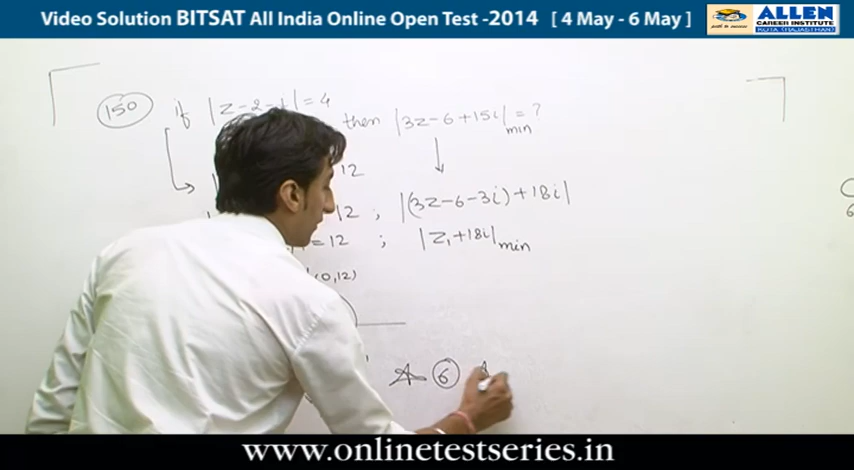 Video Solution BITSAT All India Online Open Test -2014 [ 4 May - 6 May ]
ALLEN
CAREER INSTITUTE
KOTA (RAJASTHAN)
150 if |z-2-i|=4 then |3z-6+15i|min = ?
12
12 ; |(3z-6-3i)+18i|
=12 ; |z₁+18i|min
(0,12)
6
www.onlinetestseries.in